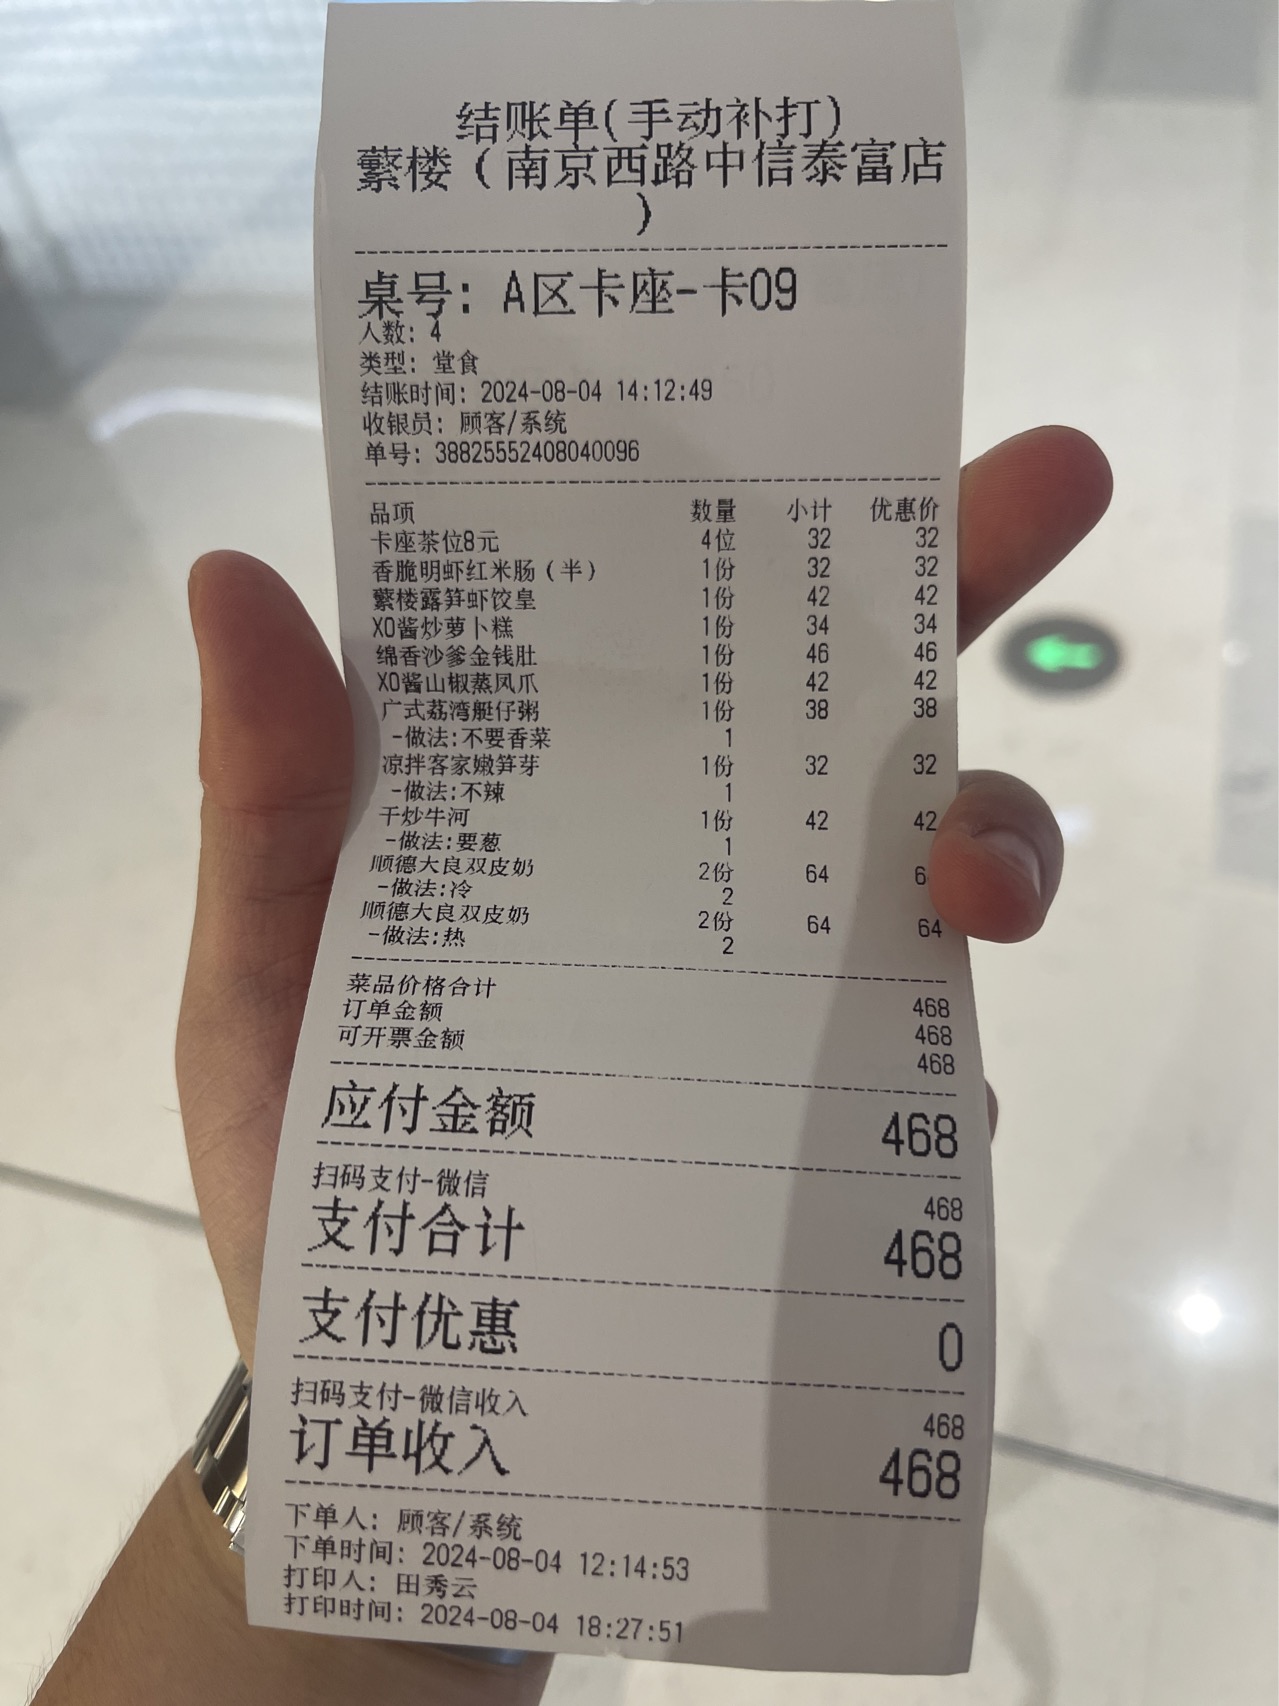 结账单(手动补打)
蘩楼（南京西路中信泰富店
）
桌号: A区卡座-卡09
人数: 4
类型: 堂食
结账时间: 2024-08-04 14:12:49
收银员: 顾客/系统
单号: 38825552408040096
品项 数量 小计 优惠价
卡座茶位8元 4位 32 32
香脆明虾红米肠（半） 1份 32 32
蘩楼露笋虾饺皇 1份 42 42
XO酱炒萝卜糕 1份 34 34
绵香沙爹金钱肚 1份 46 46
XO酱山椒蒸凤爪 1份 42 42
广式荔湾艇仔粥 1份 38 38
-做法:不要香菜 1
凉拌客家嫩笋芽 1份 32 32
-做法:不辣 1
干炒牛河 1份 42 42
-做法:要葱 1
顺德大良双皮奶 2份 64 6
-做法:冷 2
顺德大良双皮奶 2份 64 64
-做法:热 2
菜品价格合计 468
订单金额 468
可开票金额 468
应付金额 468
扫码支付-微信 468
支付合计 468
支付优惠 0
扫码支付-微信收入 468
订单收入 468
下单人: 顾客/系统
下单时间: 2024-08-04 12:14:53
打印人: 田秀云
打印时间: 2024-08-04 18:27:51